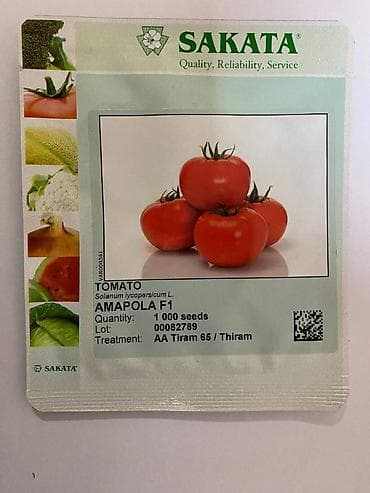 SAKATA®
Quality, Reliability, Service
TOMATO
Solanum lycopersicum L.
AMAPOLA F1
Quantity: 1 000 seeds
Lot: 00082789
Treatment: AA Tiram 65 / Thiram
SAKATA®